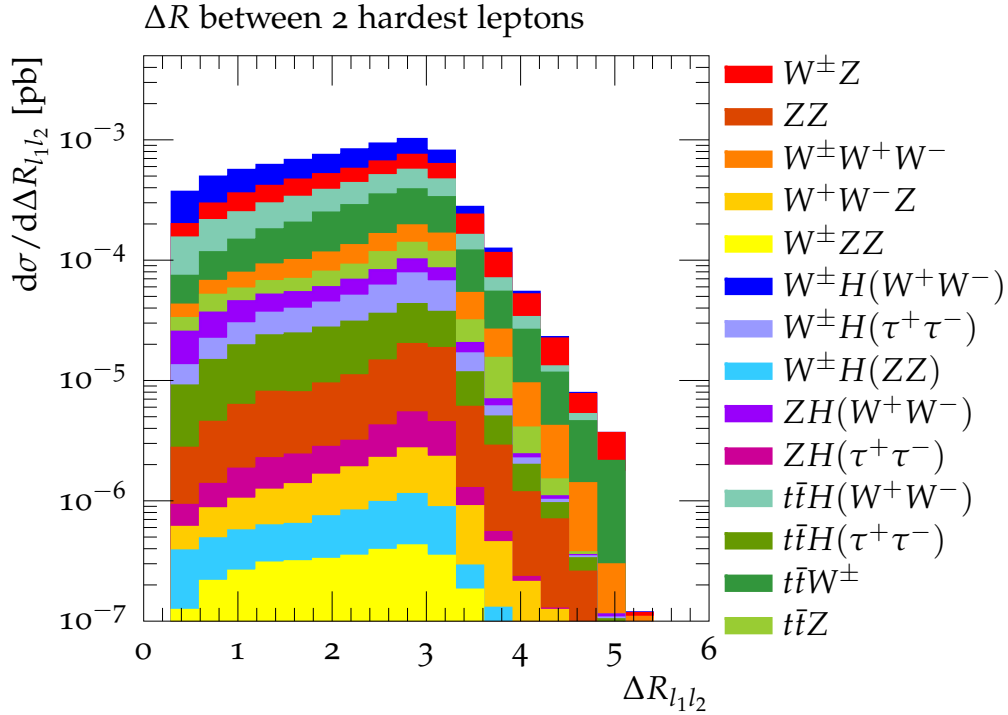 ΔR between 2 hardest leptons
dσ/dΔR_{l₁l₂} [pb]
10⁻³
10⁻⁴
10⁻⁵
10⁻⁶
10⁻⁷
0 1 2 3 4 5 6
ΔR_{l₁l₂}
W±Z
ZZ
W±W⁺W⁻
W⁺W⁻Z
W±ZZ
W±H(W⁺W⁻)
W±H(τ⁺τ⁻)
W±H(ZZ)
ZH(W⁺W⁻)
ZH(τ⁺τ⁻)
tt̄H(W⁺W⁻)
tt̄H(τ⁺τ⁻)
tt̄W±
tt̄Z